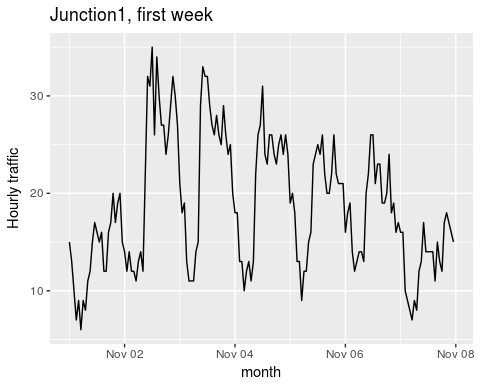 Junction1, first week
Hourly traffic
30
20
10
Nov 02 Nov 04 Nov 06 Nov 08
month